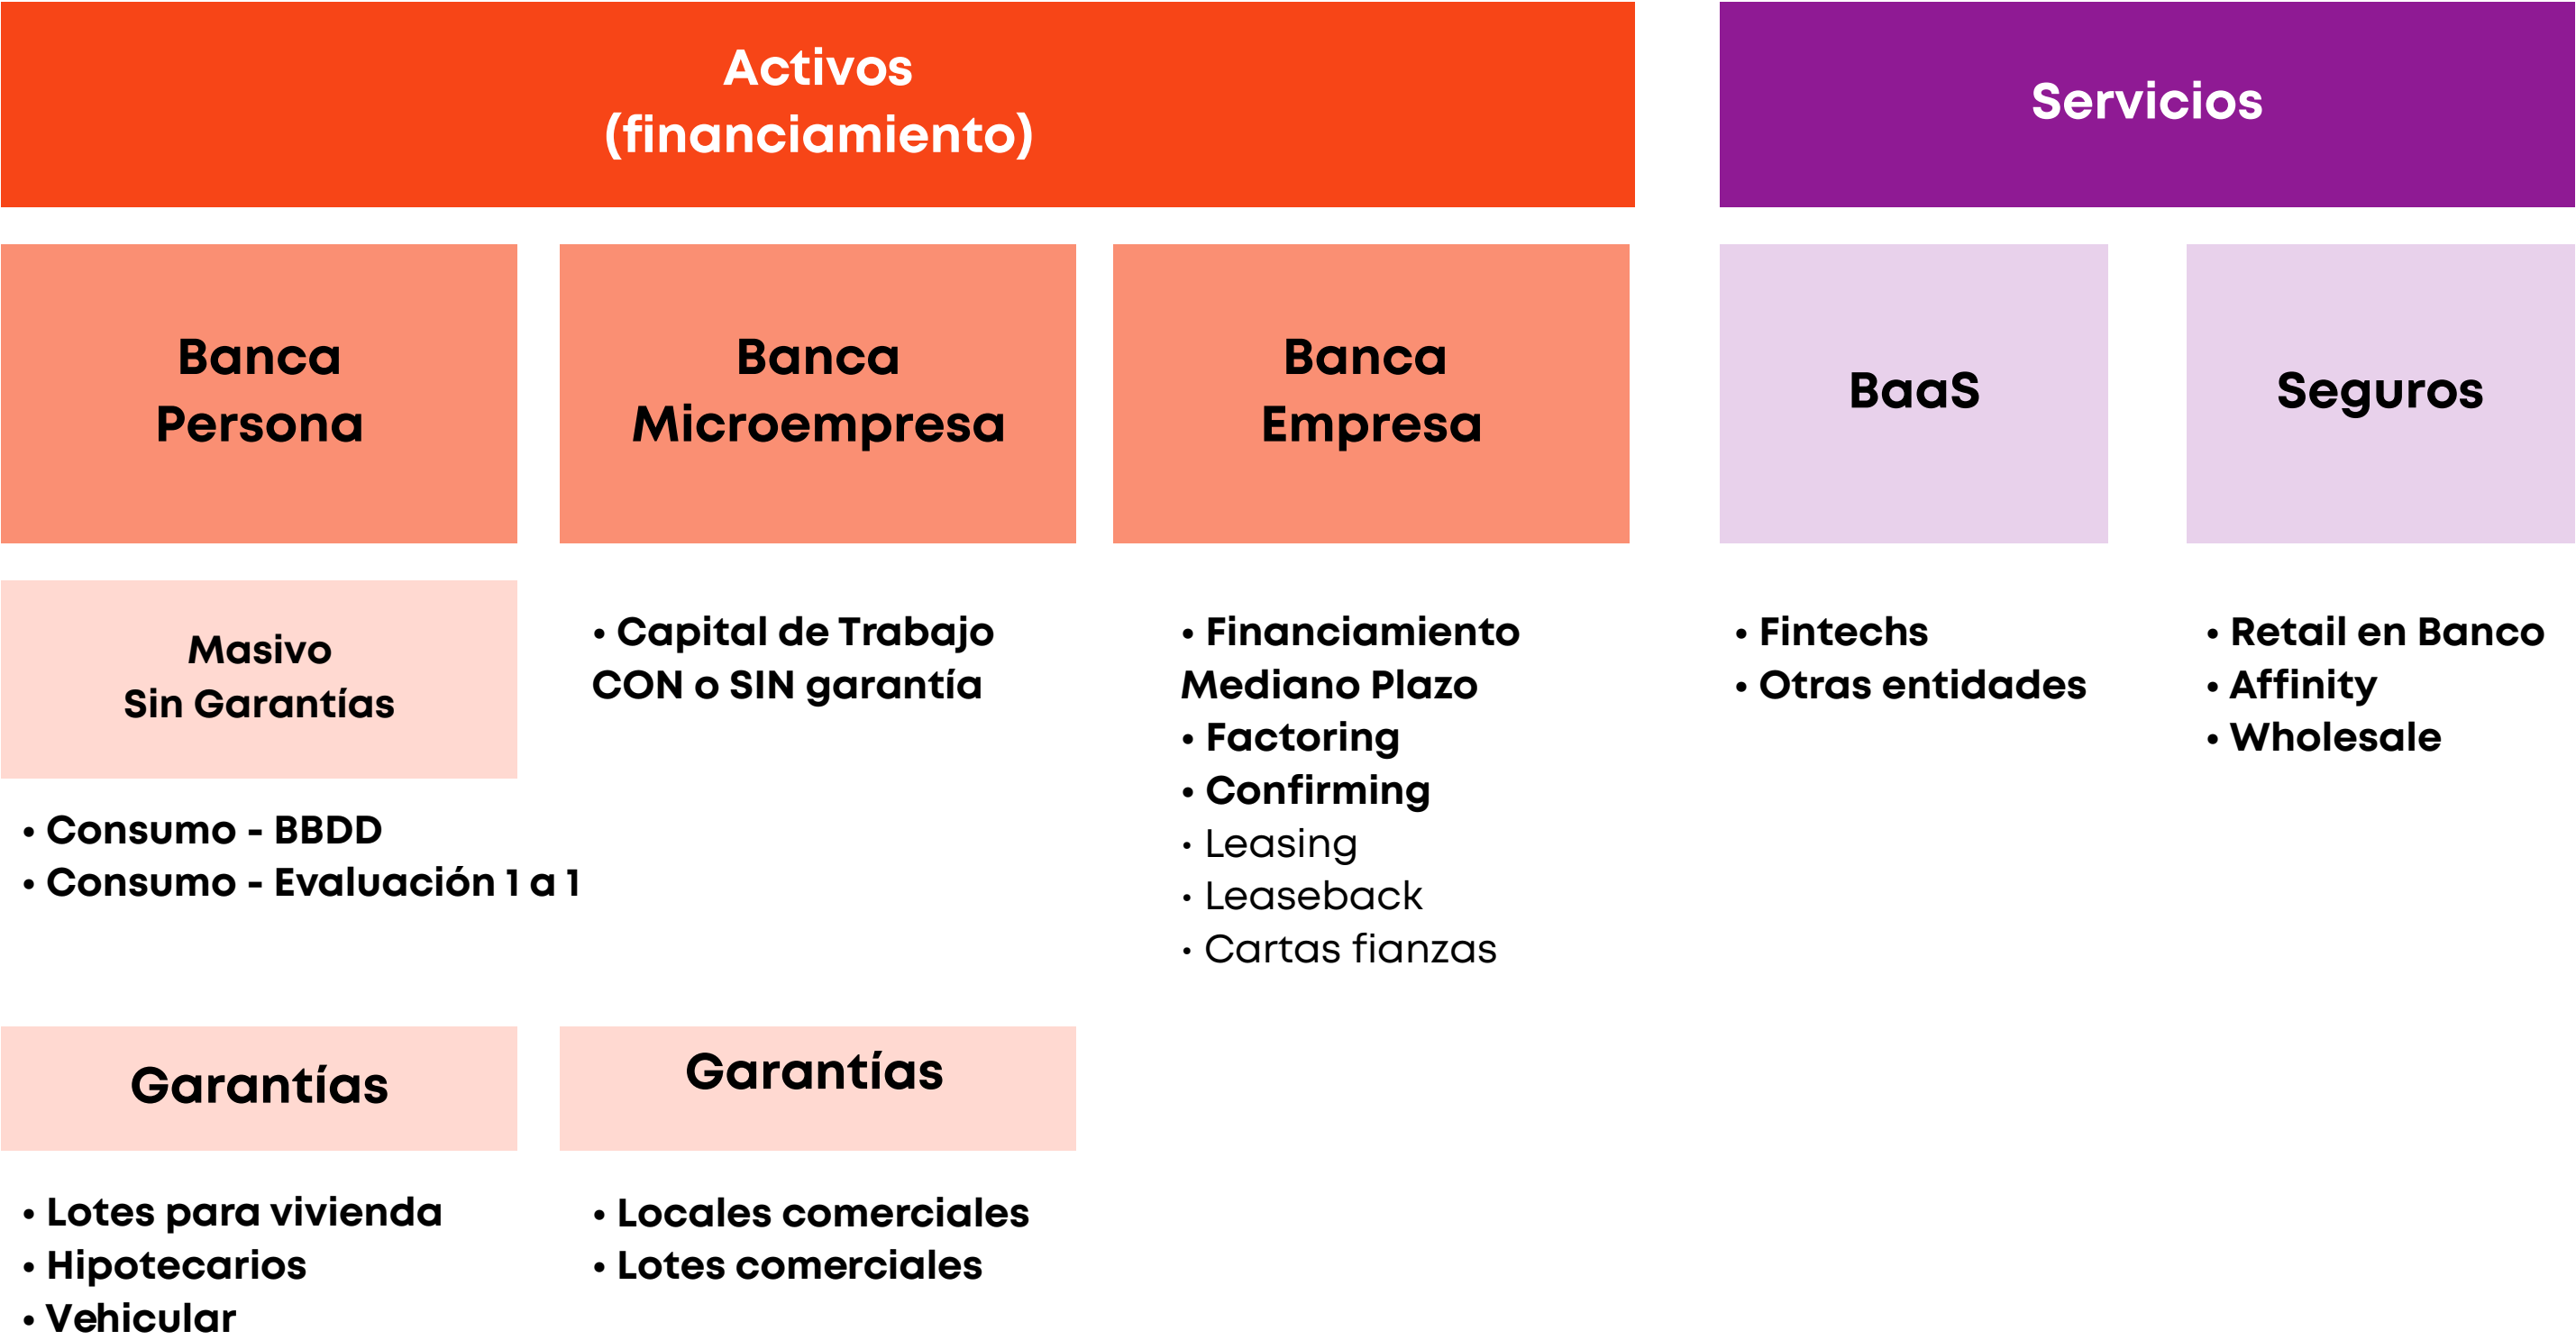 Activos
(financiamiento)
Servicios
Banca
Persona
Banca
Microempresa
Banca
Empresa
BaaS
Seguros
Masivo
Sin Garantías
• Consumo - BBDD
• Consumo - Evaluación 1 a 1
• Capital de Trabajo
CON o SIN garantía
• Financiamiento
Mediano Plazo
• Factoring
• Confirming
• Leasing
• Leaseback
• Cartas fianzas
• Fintechs
• Otras entidades
• Retail en Banco
• Affinity
• Wholesale
Garantías
• Lotes para vivienda
• Hipotecarios
• Vehicular
Garantías
• Locales comerciales
• Lotes comerciales